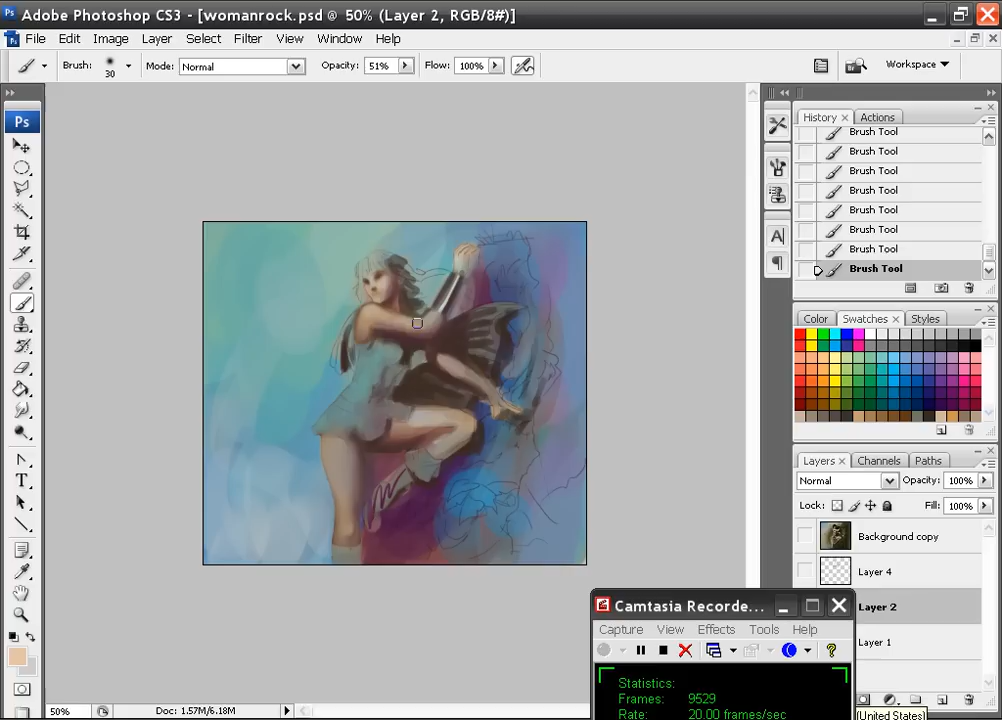 Adobe Photoshop CS3 - [womanrock.psd @ 50% (Layer 2, RGB/8#)]
File Edit Image Layer Select Filter View Window Help
Brush: 30 Mode: Normal Opacity: 51% Flow: 100% Workspace
Ps
History Actions
Brush Tool
Brush Tool
Brush Tool
Brush Tool
Brush Tool
Brush Tool
Brush Tool
Brush Tool
Color Swatches Styles
Layers Channels Paths
Normal Opacity: 100%
Lock: Fill: 100%
Background copy
Layer 4
Layer 2
Layer 1
Camtasia Recorde...
Capture View Effects Tools Help
Statistics:
Frames: 9529
Rate: 20.00 frames/sec
50% Doc: 1.57M/6.18M
(United States)